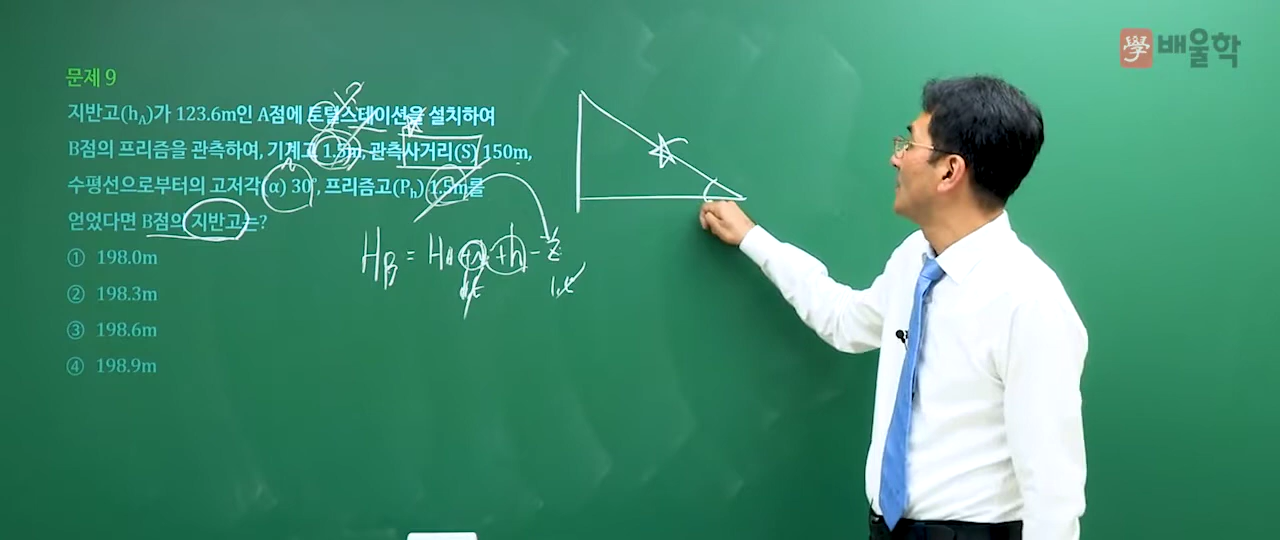 學 배울학
문제 9
지반고(hA)가 123.6m인 A점에 토털스테이션을 설치하여
B점의 프리즘을 관측하여, 기계고 1.5m, 관측사거리(S) 150m,
수평선으로부터의 고저각(α) 30°, 프리즘고(Ph) 1.5m를
얻었다면 B점의 지반고는?
① 198.0m
② 198.3m
③ 198.6m
④ 198.9m
HB = HA
+h -